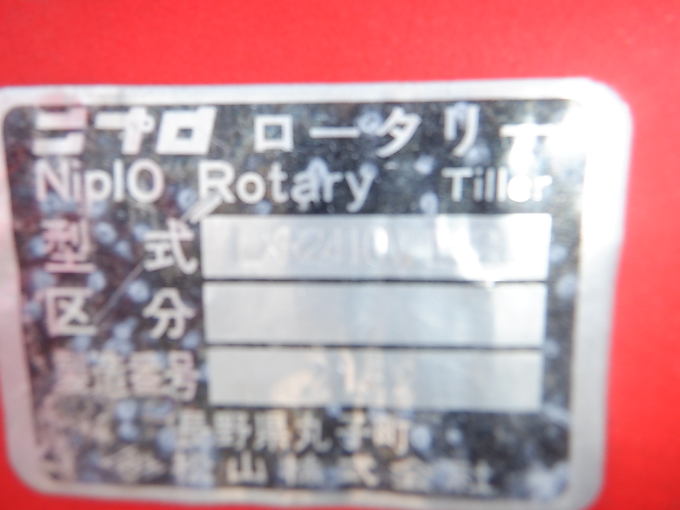 ニプロ ロータリー
NiplO Rotary Tiller
型式
区分
製造番号
長野県丸子町
松山株式会社